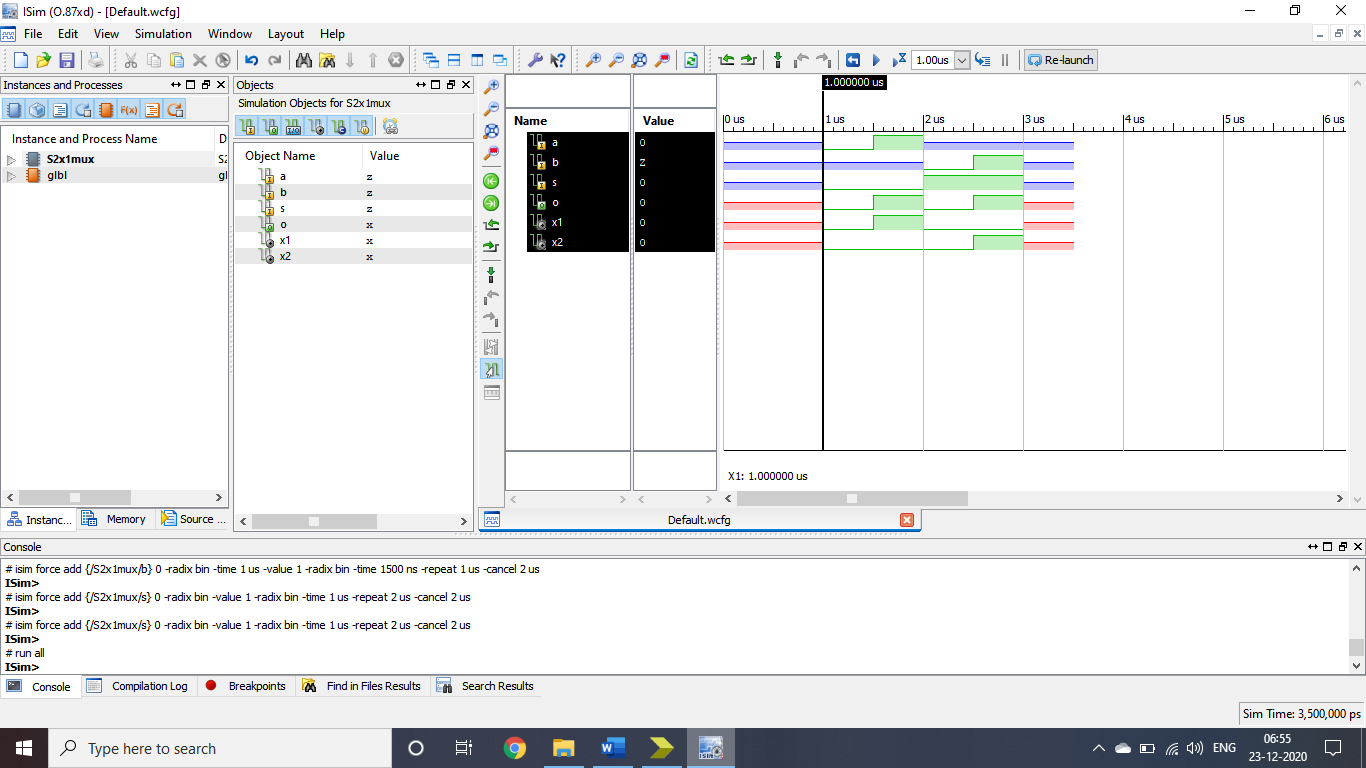 ISim (O.87xd) - [Default.wcfg]
File Edit View Simulation Window Layout Help
1.00us Re-launch
Instances and Processes
Instance and Process Name D
S2x1mux S2
glbl gl
Instanc... Memory Source ...
Objects
Simulation Objects for S2x1mux
Object Name Value
a z
b z
s z
o x
x1 x
x2 x
1.000000 us
Name Value 0 us 1 us 2 us 3 us 4 us 5 us 6 us
a 0
b Z
s 0
o 0
x1 0
x2 0
X1: 1.000000 us
Default.wcfg
Console
# isim force add {/S2x1mux/b} 0 -radix bin -time 1 us -value 1 -radix bin -time 1500 ns -repeat 1 us -cancel 2 us
ISim>
# isim force add {/S2x1mux/s} 0 -radix bin -value 1 -radix bin -time 1 us -repeat 2 us -cancel 2 us
ISim>
# isim force add {/S2x1mux/s} 0 -radix bin -value 1 -radix bin -time 1 us -repeat 2 us -cancel 2 us
ISim>
# run all
ISim>
Console Compilation Log Breakpoints Find in Files Results Search Results
Sim Time: 3,500,000 ps
Type here to search
ENG
06:55
23-12-2020